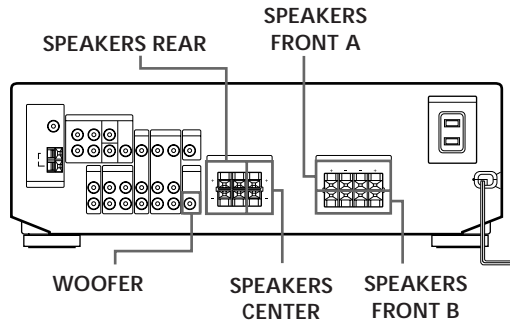 SPEAKERS
FRONT A
SPEAKERS REAR
+ - - +
+ +
- -
WOOFER
SPEAKERS
CENTER
SPEAKERS
FRONT B